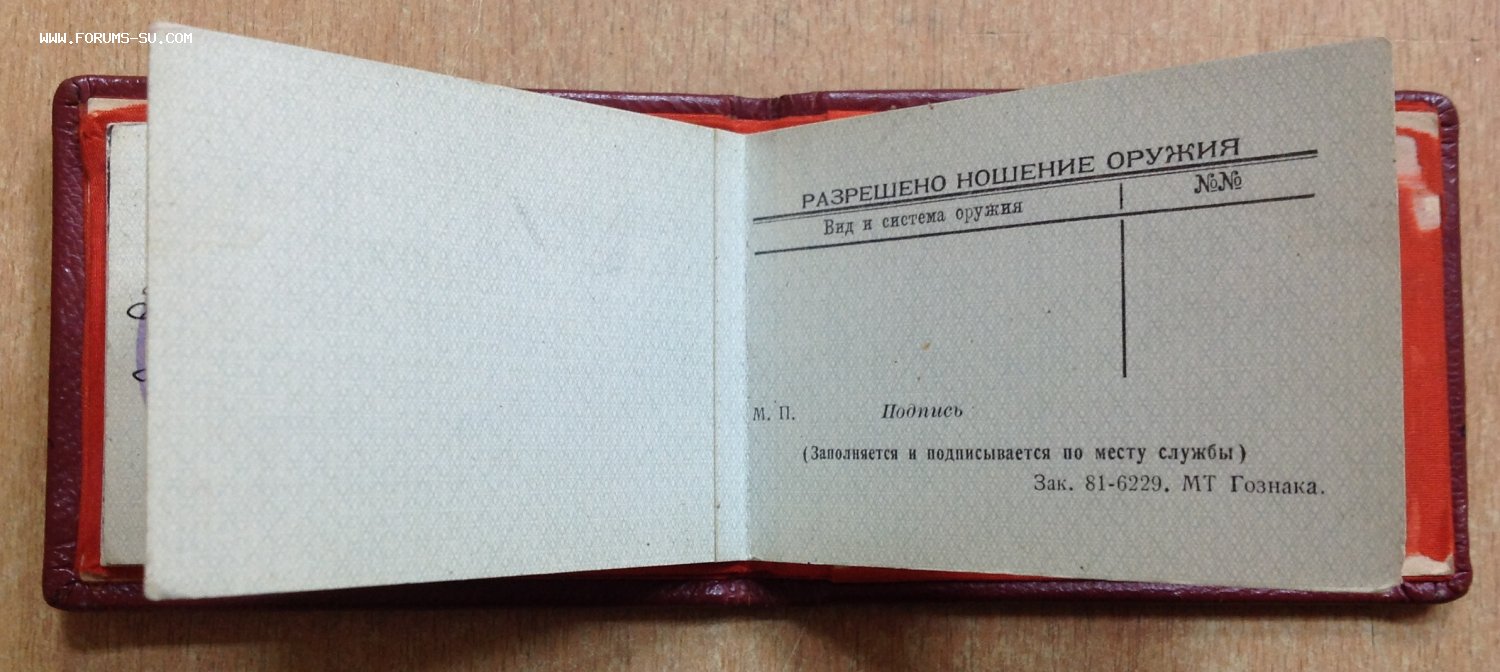 WWW.FORUMS-SU.COM
РАЗРЕШЕНО НОШЕНИЕ ОРУЖИЯ
Вид и система оружия №№
М. П. Подпись
(Заполняется и подписывается по месту службы)
Зак. 81-6229. МТ Гознака.